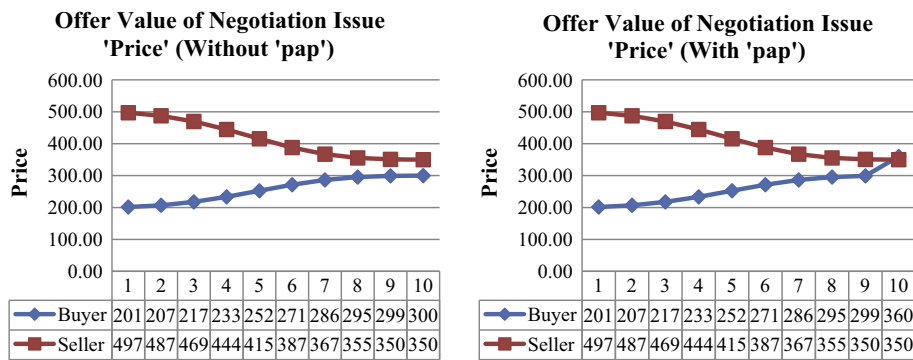 Offer Value of Negotiation Issue
'Price' (Without 'pap')
600.00
500.00
400.00
300.00
200.00
100.00
0.00
Price
1 2 3 4 5 6 7 8 9 10
Buyer 201 207 217 233 252 271 286 295 299 300
Seller 497 487 469 444 415 387 367 355 350 350
Offer Value of Negotiation Issue
'Price' (With 'pap')
600.00
500.00
400.00
300.00
200.00
100.00
0.00
Price
1 2 3 4 5 6 7 8 9 10
Buyer 201 207 217 233 252 271 286 295 299 360
Seller 497 487 469 444 415 387 367 355 350 350